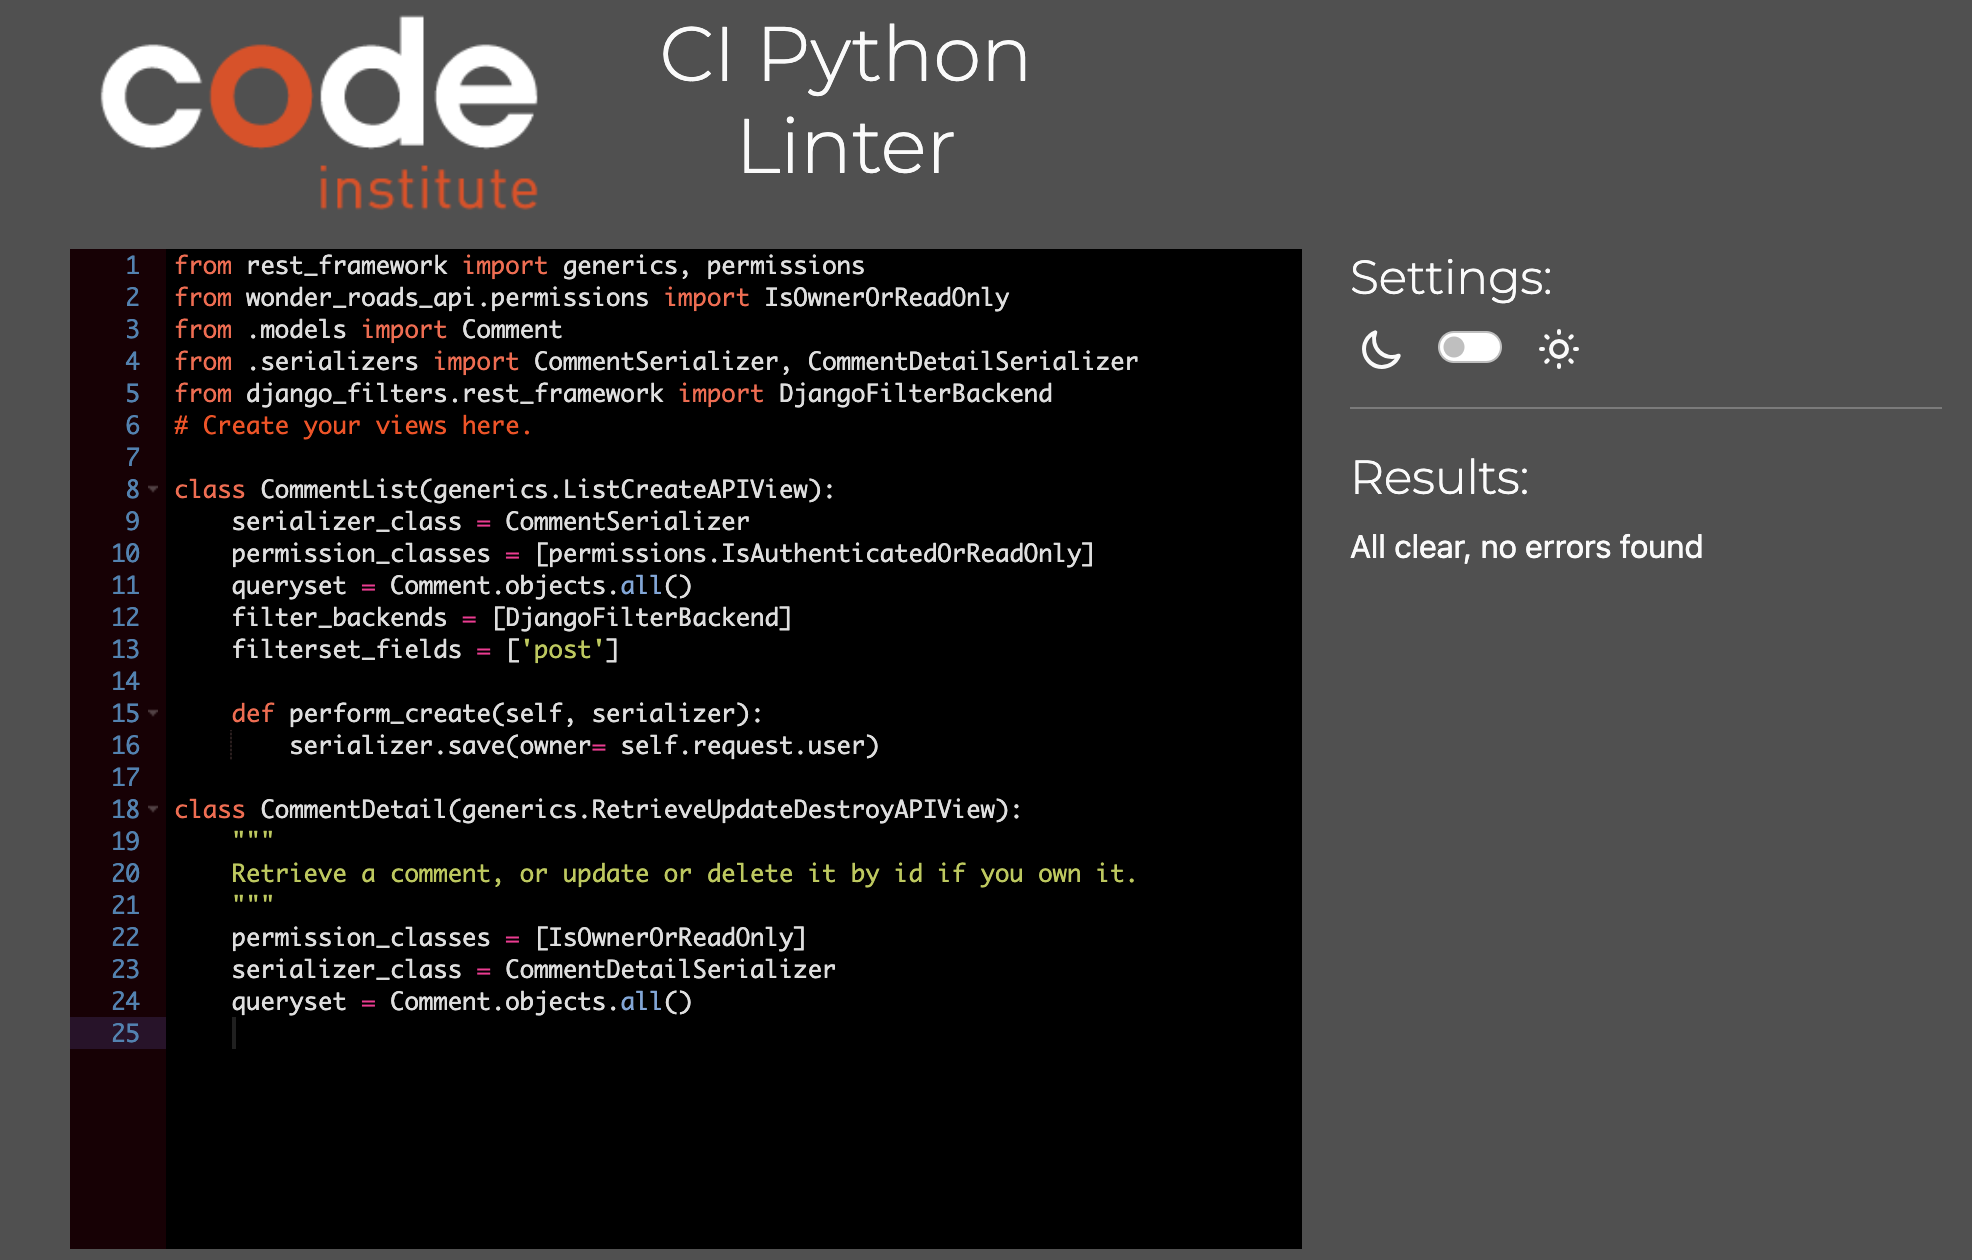 code
institute
CI Python
Linter
1 from rest_framework import generics, permissions
2 from wonder_roads_api.permissions import IsOwnerOrReadOnly
3 from .models import Comment
4 from .serializers import CommentSerializer, CommentDetailSerializer
5 from django_filters.rest_framework import DjangoFilterBackend
6 # Create your views here.
7
8 class CommentList(generics.ListCreateAPIView):
9     serializer_class = CommentSerializer
10     permission_classes = [permissions.IsAuthenticatedOrReadOnly]
11     queryset = Comment.objects.all()
12     filter_backends = [DjangoFilterBackend]
13     filterset_fields = ['post']
14
15     def perform_create(self, serializer):
16         serializer.save(owner= self.request.user)
17
18 class CommentDetail(generics.RetrieveUpdateDestroyAPIView):
19     """
20     Retrieve a comment, or update or delete it by id if you own it.
21     """
22     permission_classes = [IsOwnerOrReadOnly]
23     serializer_class = CommentDetailSerializer
24     queryset = Comment.objects.all()
25
Settings:
Results:
All clear, no errors found